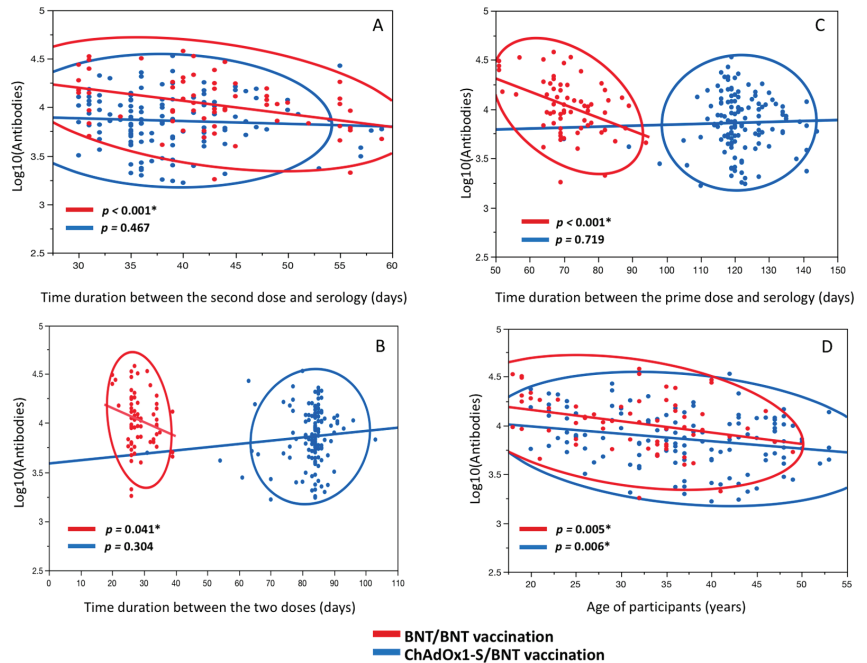 A
5
4.5
4
3.5
3
2.5
Log10(Antibodies)
p < 0.001*
p = 0.467
30 35 40 45 50 55 60
Time duration between the second dose and serology (days)
C
5
4.5
4
3.5
3
2.5
Log10(Antibodies)
p < 0.001*
p = 0.719
50 60 70 80 90 100 110 120 130 140 150
Time duration between the prime dose and serology (days)
B
5
4.5
4
3.5
3
2.5
Log10(Antibodies)
p = 0.041*
p = 0.304
0 10 20 30 40 50 60 70 80 90 100 110
Time duration between the two doses (days)
D
5
4.5
4
3.5
3
2.5
Log10(Antibodies)
p = 0.005*
p = 0.006*
20 25 30 35 40 45 50 55
Age of participants (years)
BNT/BNT vaccination
ChAdOx1-S/BNT vaccination